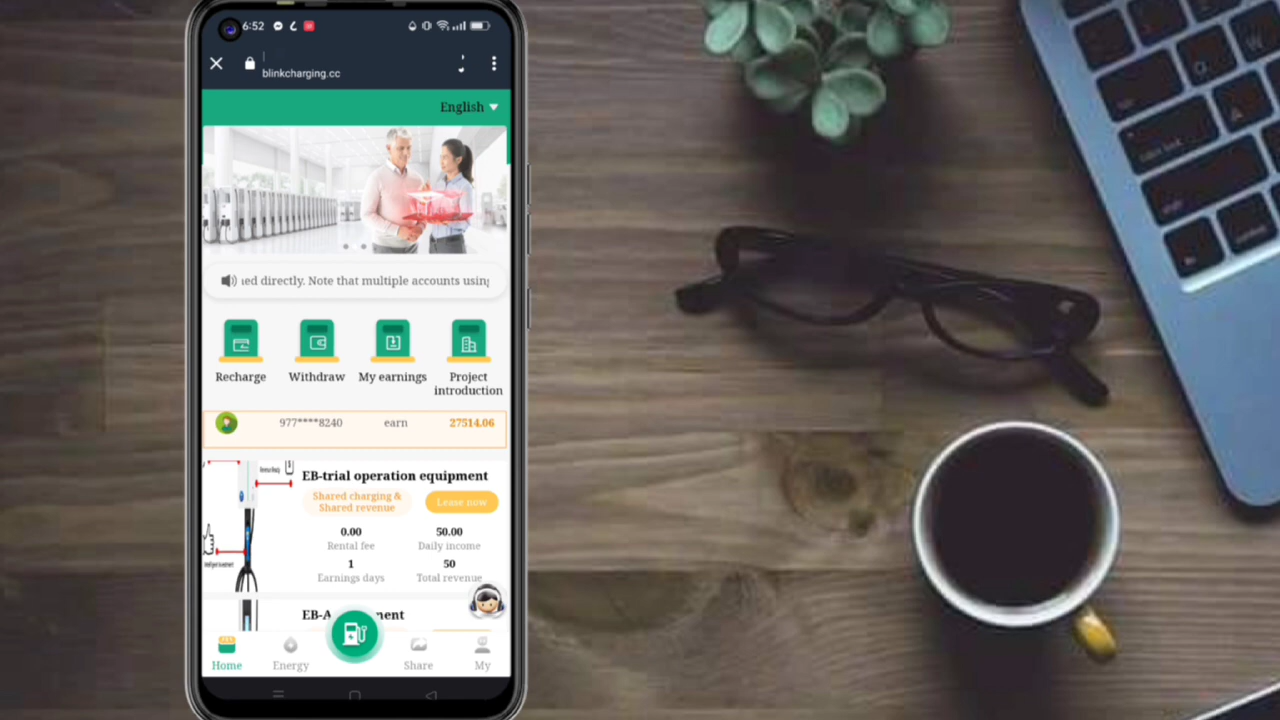 6:52
blinkcharging.cc
English
ed directly. Note that multiple accounts using
Recharge
Withdraw
My earnings
Project
introduction
977****8240
earn
27514.06
EB-trial operation equipment
Shared charging &
Shared revenue
Lease now
0.00
50.00
Rental fee
Daily income
1
50
Earnings days
Total revenue
EB-A
ment
Home
Energy
Share
My